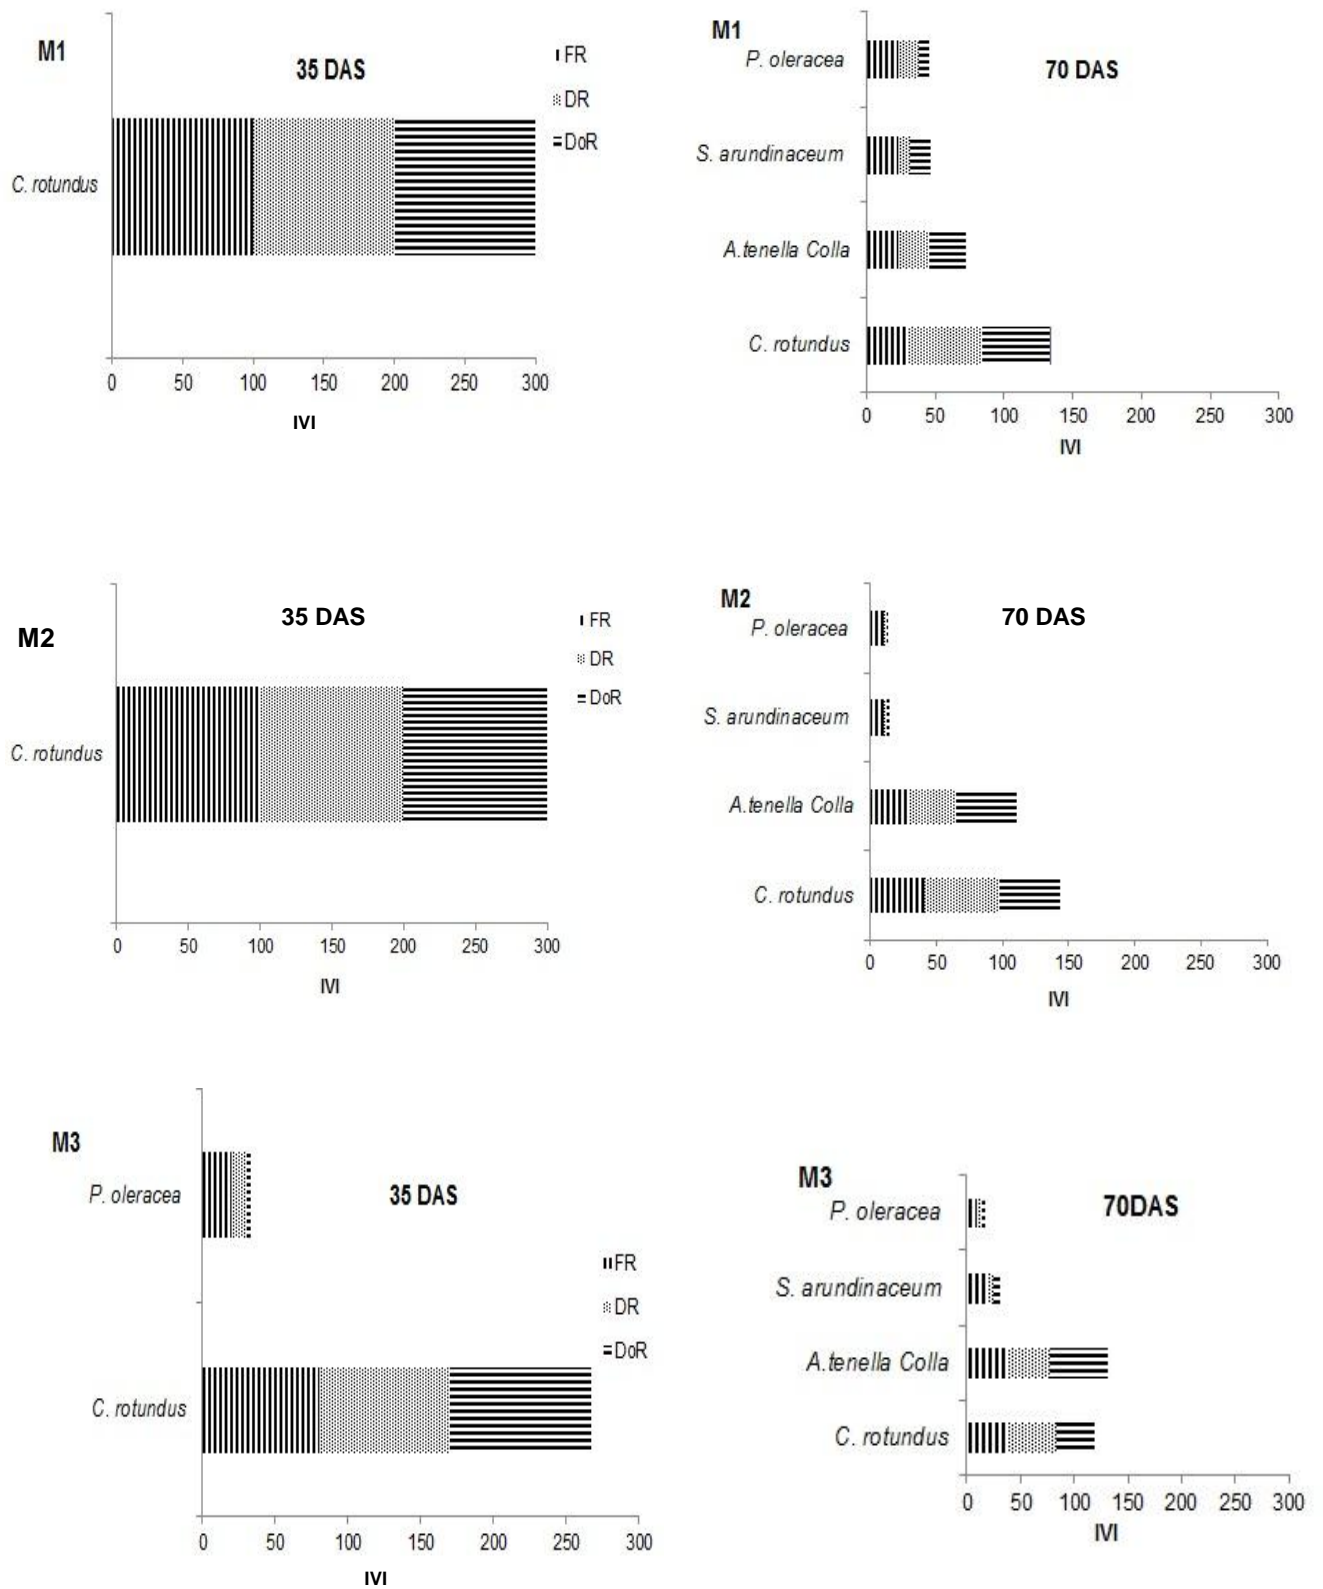 M1
35 DAS
FR
DR
DoR
C. rotundus
0 50 100 150 200 250 300
IVI
M1
P. oleracea
70 DAS
S. arundinaceum
A.tenella Colla
C. rotundus
0 50 100 150 200 250 300
IVI
M2
35 DAS
FR
DR
DoR
C. rotundus
0 50 100 150 200 250 300
IVI
M2
P. oleracea
70 DAS
S. arundinaceum
A.tenella Colla
C. rotundus
0 50 100 150 200 250 300
IVI
M3
P. oleracea
35 DAS
FR
DR
DoR
C. rotundus
0 50 100 150 200 250 300
IVI
M3
P. oleracea
70DAS
S. arundinaceum
A.tenella Colla
C. rotundus
0 50 100 150 200 250 300
IVI